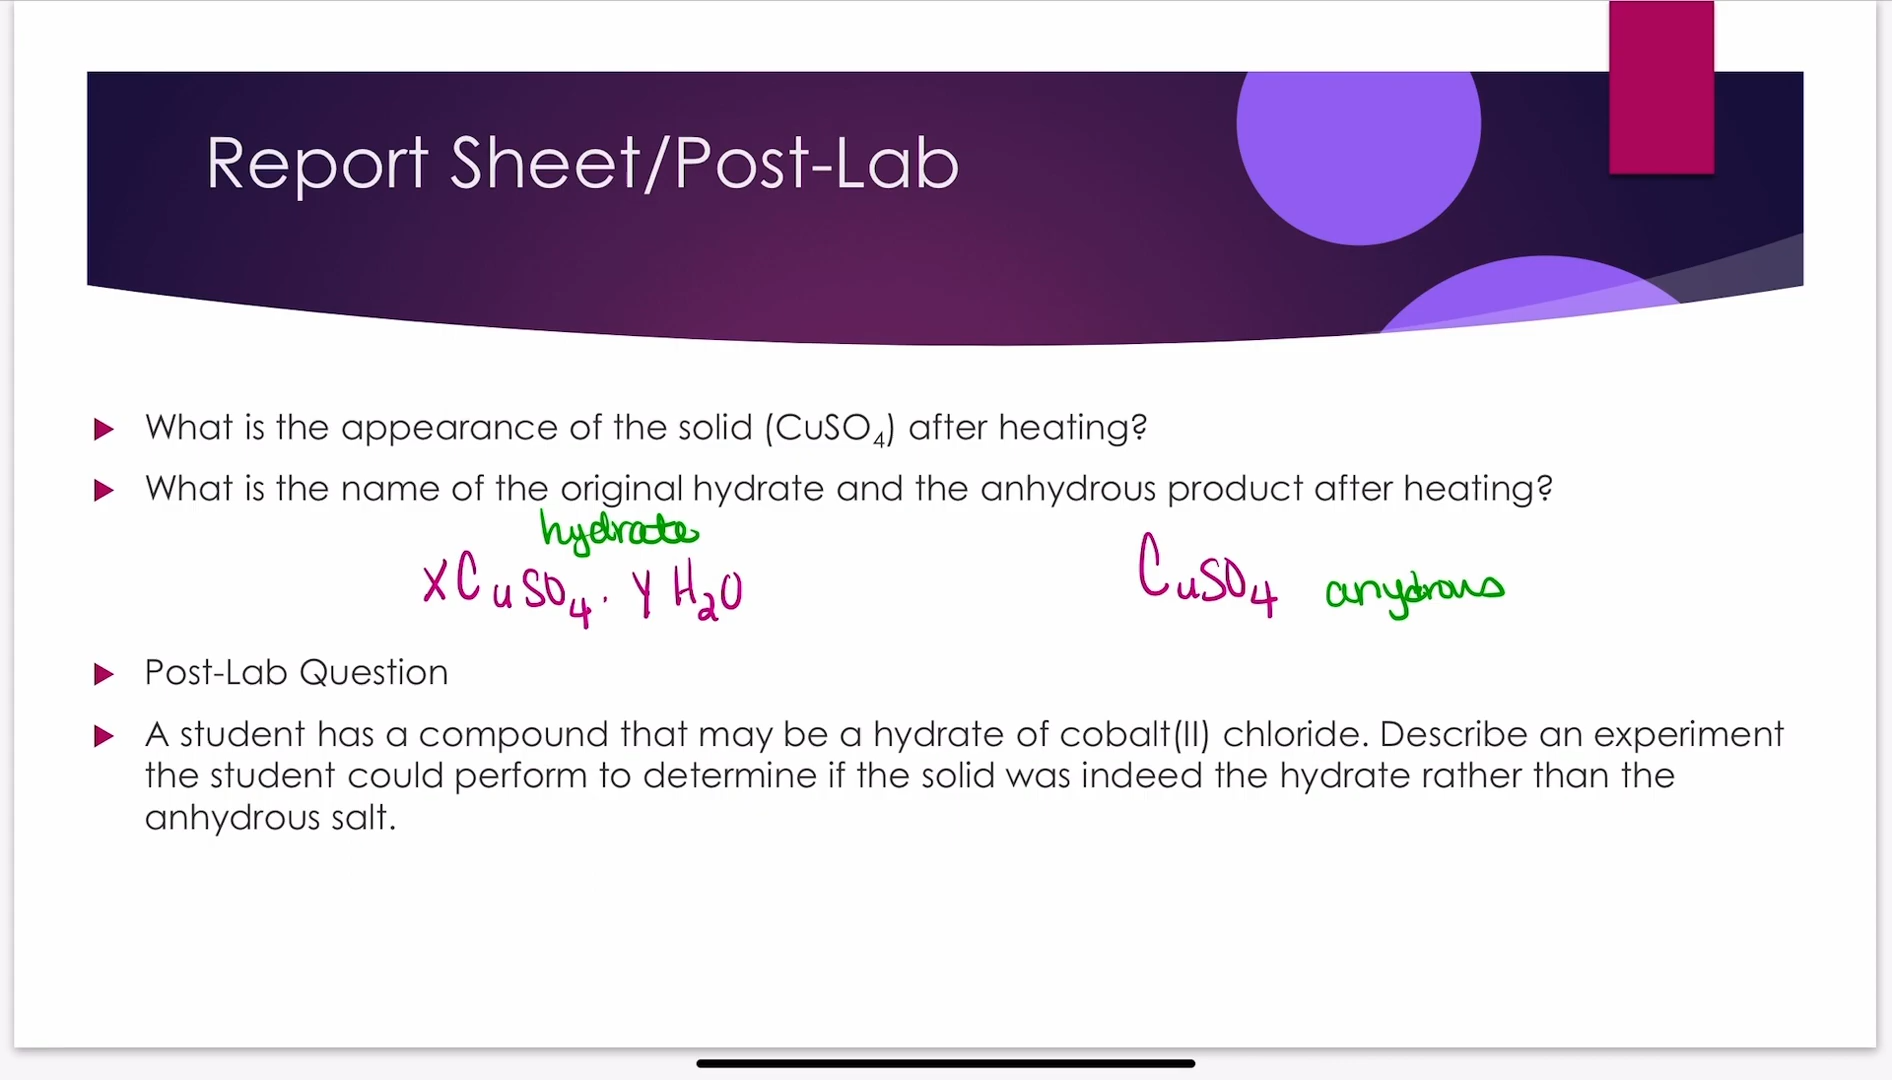 Report Sheet/Post-Lab
What is the appearance of the solid (CuSO₄) after heating?
What is the name of the original hydrate and the anhydrous product after heating?
hydrate
xCuSO₄ · yH₂O
CuSO₄ anydrous
Post-Lab Question
A student has a compound that may be a hydrate of cobalt(II) chloride. Describe an experiment
the student could perform to determine if the solid was indeed the hydrate rather than the
anhydrous salt.